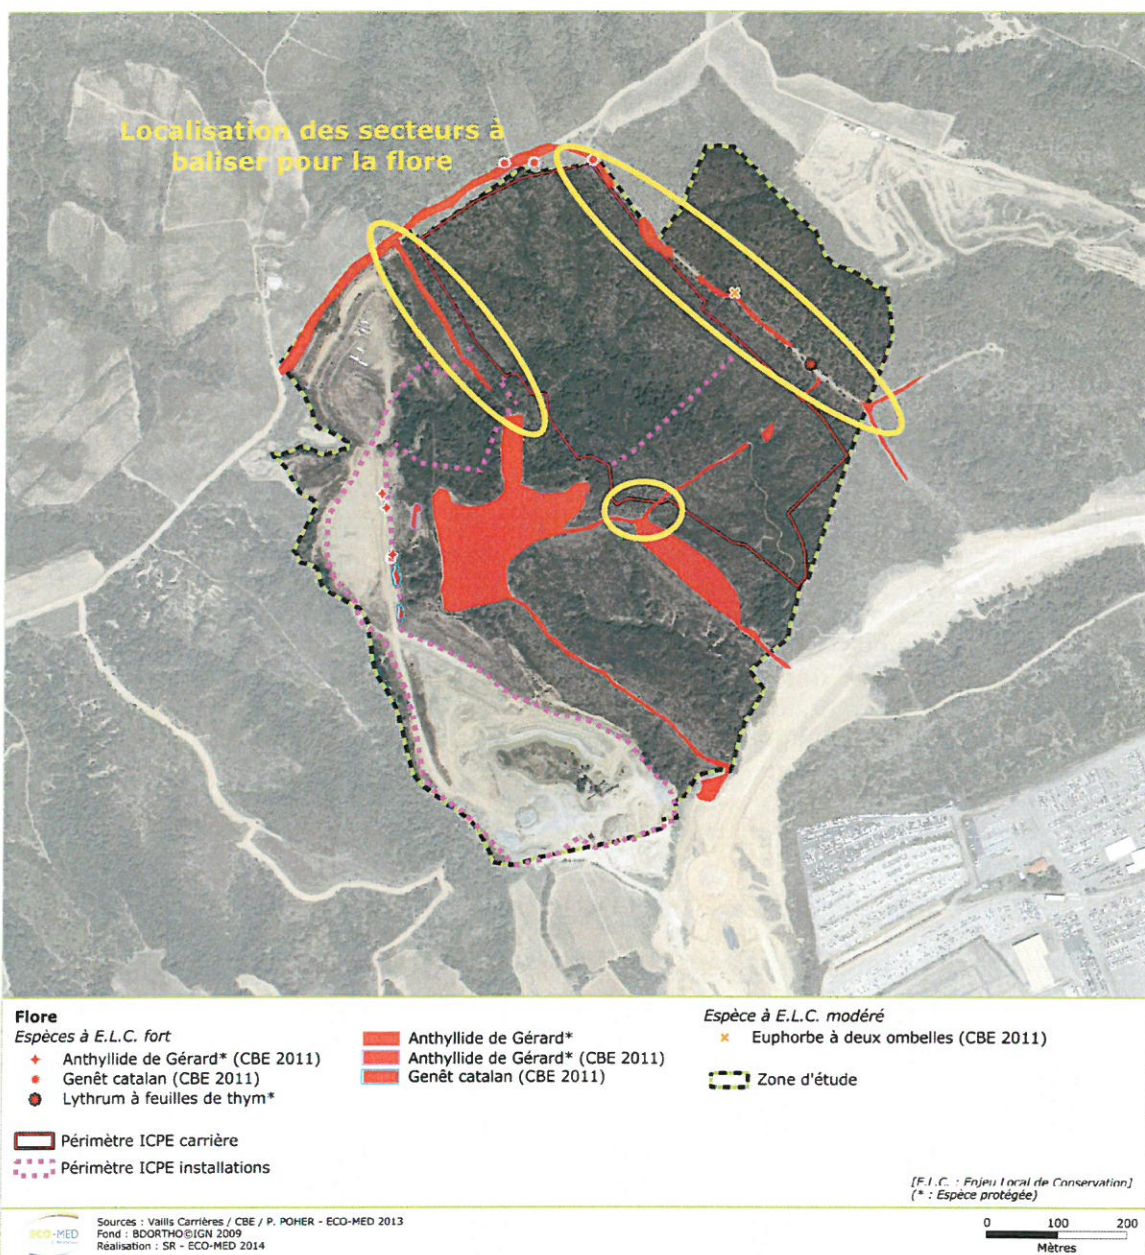 Localisation des secteurs à
baliser pour la flore
Flore
Espèces à E.L.C. fort
Anthyllide de Gérard* (CBE 2011)
Genêt catalan (CBE 2011)
Lythrum à feuilles de thym*
Anthyllide de Gérard*
Anthyllide de Gérard* (CBE 2011)
Genêt catalan (CBE 2011)
Espèce à E.L.C. modéré
Euphorbe à deux ombelles (CBE 2011)
Zone d'étude
Périmètre ICPE carrière
Périmètre ICPE installations
[E.L.C. : Enjeu Local de Conservation]
(* : Espèce protégée)
ECO-MED
Sources : Vaills Carrières / CBE / P. POHER - ECO-MED 2013
Fond : BDORTHO©IGN 2009
Réalisation : SR - ECO-MED 2014
0 100 200
Mètres